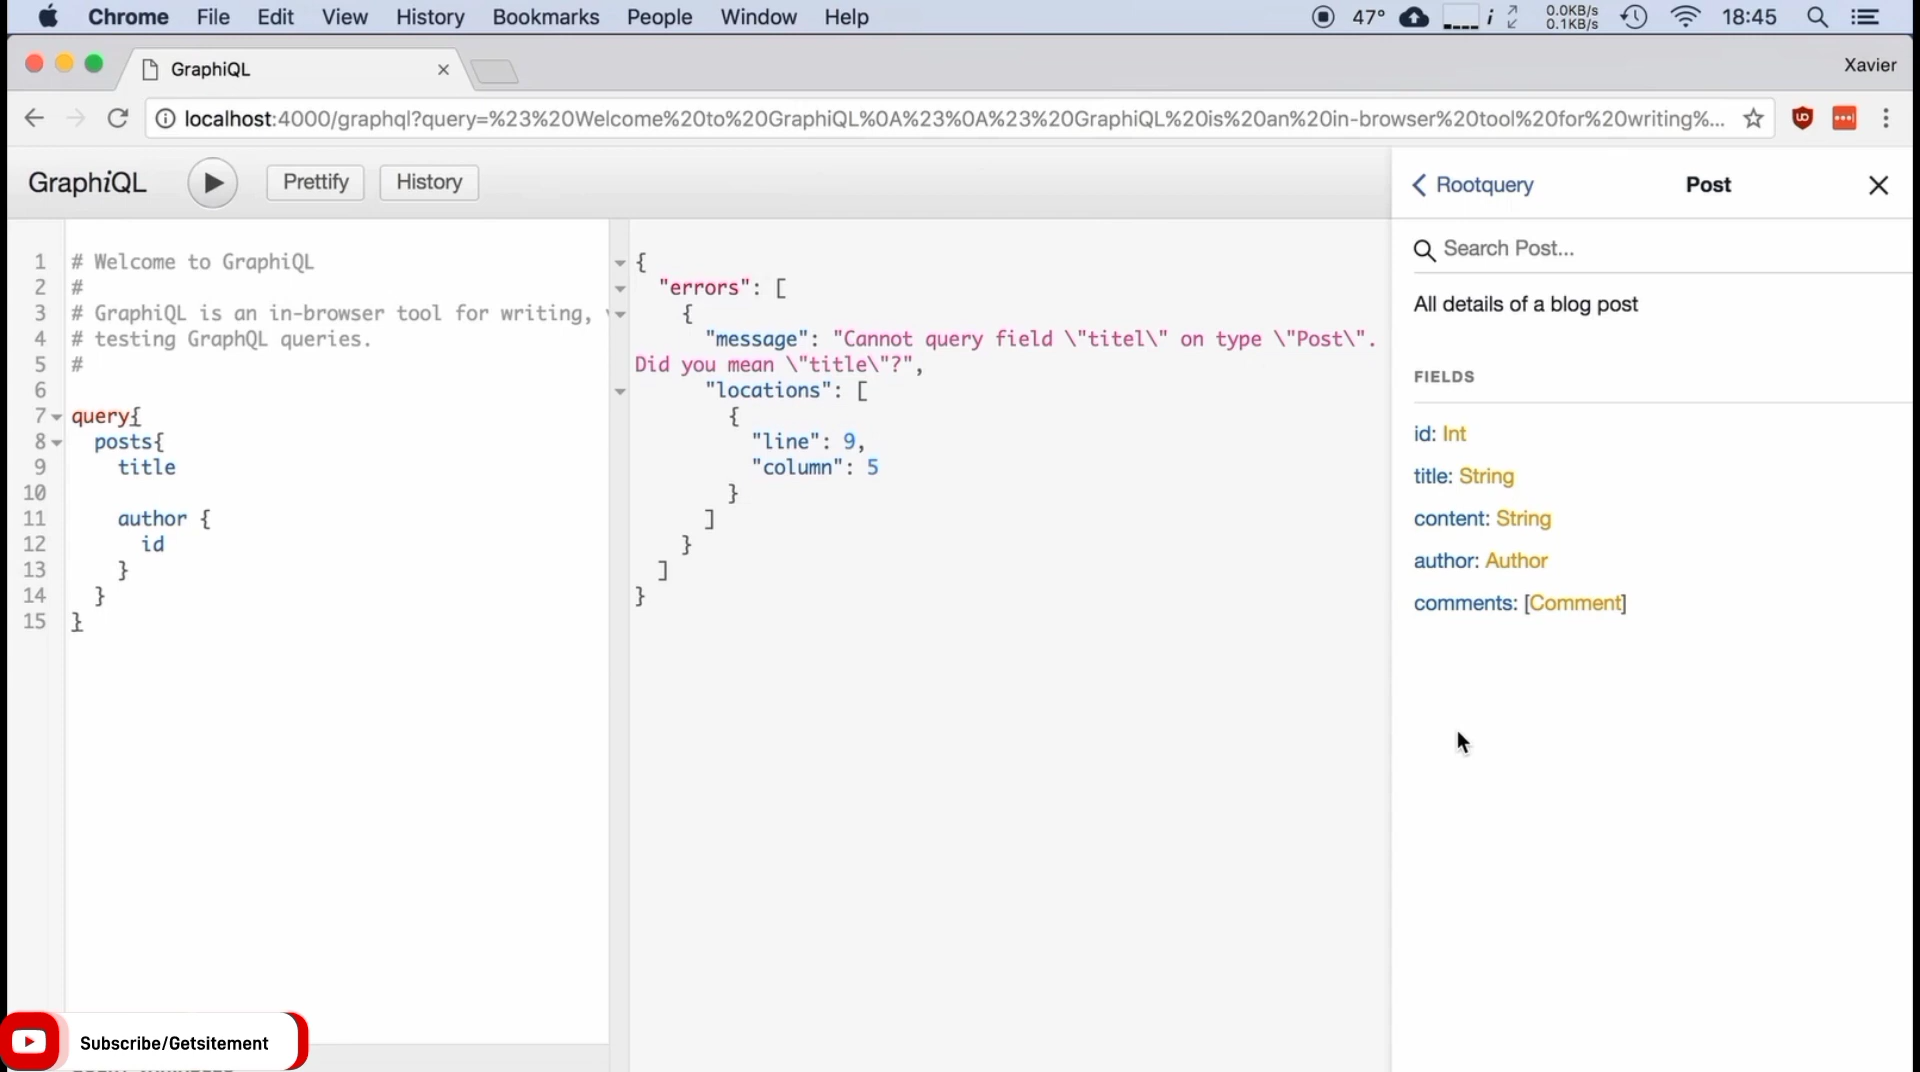 Chrome File Edit View History Bookmarks People Window Help 47° i 0.0KB/s 0.1KB/s 18:45
GraphiQL
Xavier
localhost:4000/graphql?query=%23%20Welcome%20to%20GraphiQL%0A%23%0A%23%20GraphiQL%20is%20an%20in-browser%20tool%20for%20writing%...
GraphiQL Prettify History
1 # Welcome to GraphiQL
2 #
3 # GraphiQL is an in-browser tool for writing,
4 # testing GraphQL queries.
5 #
6
7 query{
8 posts{
9 title
10
11 author {
12 id
13 }
14 }
15 }
{
"errors": [
{
"message": "Cannot query field \"titel\" on type \"Post\".
Did you mean \"title\"?",
"locations": [
{
"line": 9,
"column": 5
}
]
}
]
}
Rootquery Post
Search Post...
All details of a blog post
FIELDS
id: Int
title: String
content: String
author: Author
comments: [Comment]
Subscribe/Getsitement